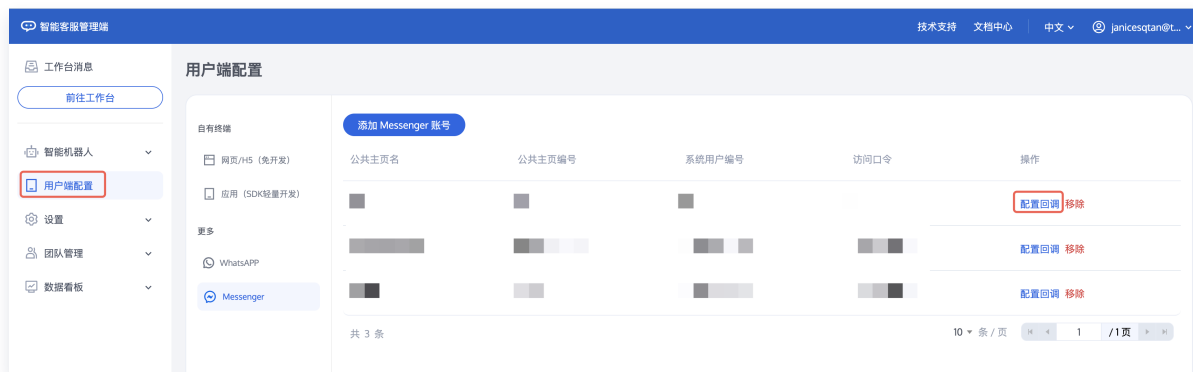 智能客服管理端
技术支持 文档中心 中文 janicesqtan@t...
工作台消息
前往工作台
智能机器人
用户端配置
设置
团队管理
数据看板
用户端配置
自有终端
网页/H5（免开发）
应用（SDK轻量开发）
更多
WhatsAPP
Messenger
添加 Messenger 账号
公共主页名 公共主页编号 系统用户编号 访问口令 操作
配置回调 移除
配置回调 移除
配置回调 移除
共 3 条
10 条 / 页 1 / 1 页